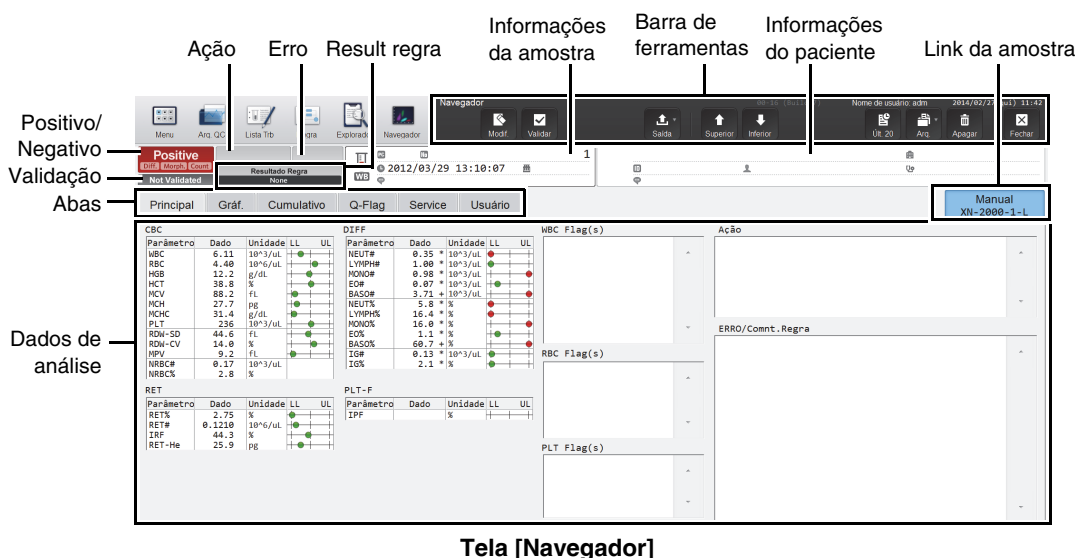 Informações da amostra
Barra de ferramentas
Informações do paciente
Ação
Erro
Result regra
Link da amostra
Navegador
Nome de usuário: adm
Menu
Arq. QC
Lista Trb
Explorado
Navegador
Modif.
Validar
Saída
Superior
Inferior
Últ. 20
Arq.
Apagar
Fechar
Positivo/
Negativo
Validação
Abas
Positive
Diff. Morph. Count
Not Validated
Resultado Regra
None
WB
2012/03/29 13:10:07
1
Principal Gráf. Cumulativo Q-Flag Service Usuário
Manual
XN-2000-1-L
Dados de
análise
CBC
Parâmetro Dado Unidade LL UL
WBC 6.11 10^3/uL
RBC 4.40 10^6/uL
HGB 12.2 g/dL
HCT 38.8 %
MCV 88.2 fL
MCH 27.7 pg
MCHC 31.4 g/dL
PLT 236 10^3/uL
RDW-SD 44.6 fL
RDW-CV 14.0 %
MPV 9.2 fL
NRBC# 0.17 10^3/uL
NRBC% 2.8 %
RET
Parâmetro Dado Unidade LL UL
RET% 2.75 %
RET# 0.1210 10^6/uL
IRF 44.3 %
RET-He 25.9 pg
DIFF
Parâmetro Dado Unidade LL UL
NEUT# 0.35 * 10^3/uL
LYMPH# 1.00 * 10^3/uL
MONO# 0.98 * 10^3/uL
EO# 0.07 * 10^3/uL
BASO# 3.71 + 10^3/uL
NEUT% 5.8 * %
LYMPH% 16.4 * %
MONO% 16.0 * %
EO% 1.1 * %
BASO% 60.7 + %
IG# 0.13 * 10^3/uL
IG% 2.1 * %
PLT-F
Parâmetro Dado Unidade LL UL
IPF %
WBC Flag(s)
RBC Flag(s)
PLT Flag(s)
Ação
ERRO/Comnt.Regra
Tela [Navegador]